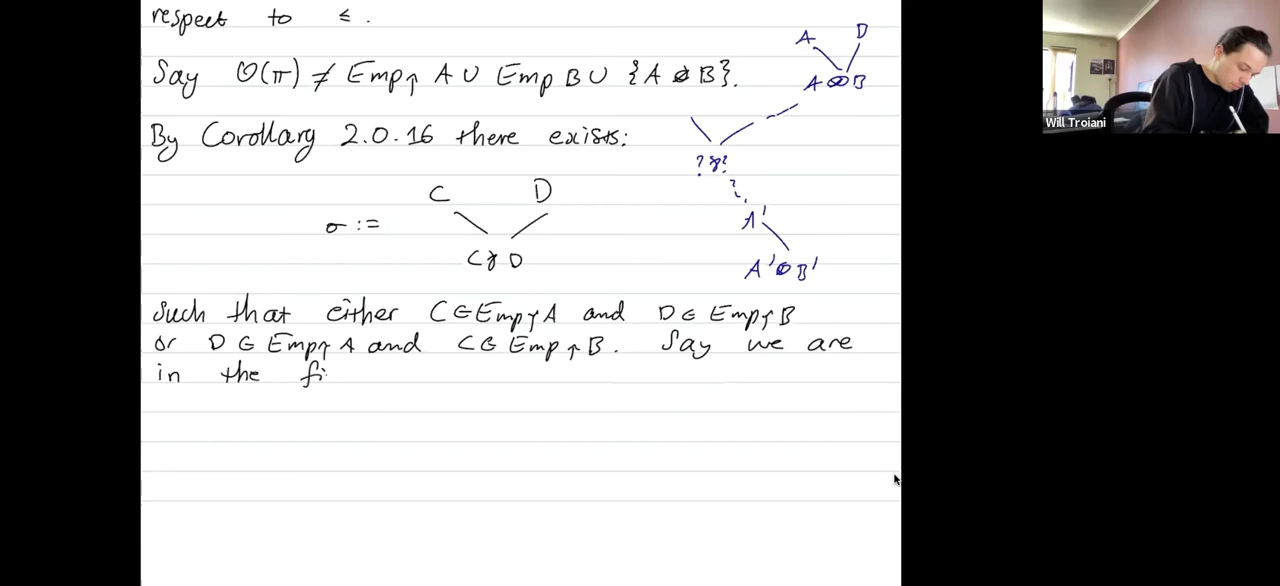 respect to ≤ .
A D
Say O(π) ≠ Emp↑ A ∪ Emp B ∪ {A ⊗ B}.
A ⊗ B
By Corollary 2.0.16 there exists:
? ⅋ ?
?
C D
σ :=
A'
C ⅋ D
A' ⊗ B'
Such that either C ∈ Emp↑A and D ∈ Emp↑B
or D ∈ Emp↑A and C ∈ Emp↑B. Say we are
in the fi
Will Troiani